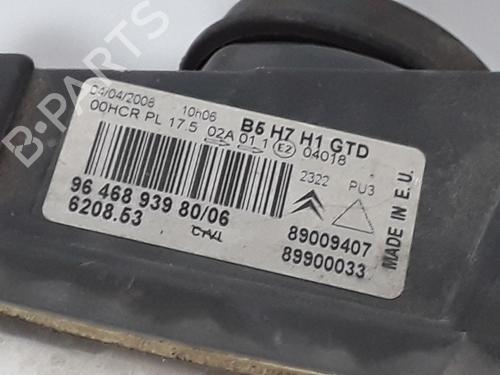 B-PARTS
04/04/2008 10h06 B5 H7 H1 GTD
00HCR PL 17.5 02A 01 1 E2 04018
2322 PU3
96 468 939 80/06
6208.53
89009407
89900033
MADE IN E.U.